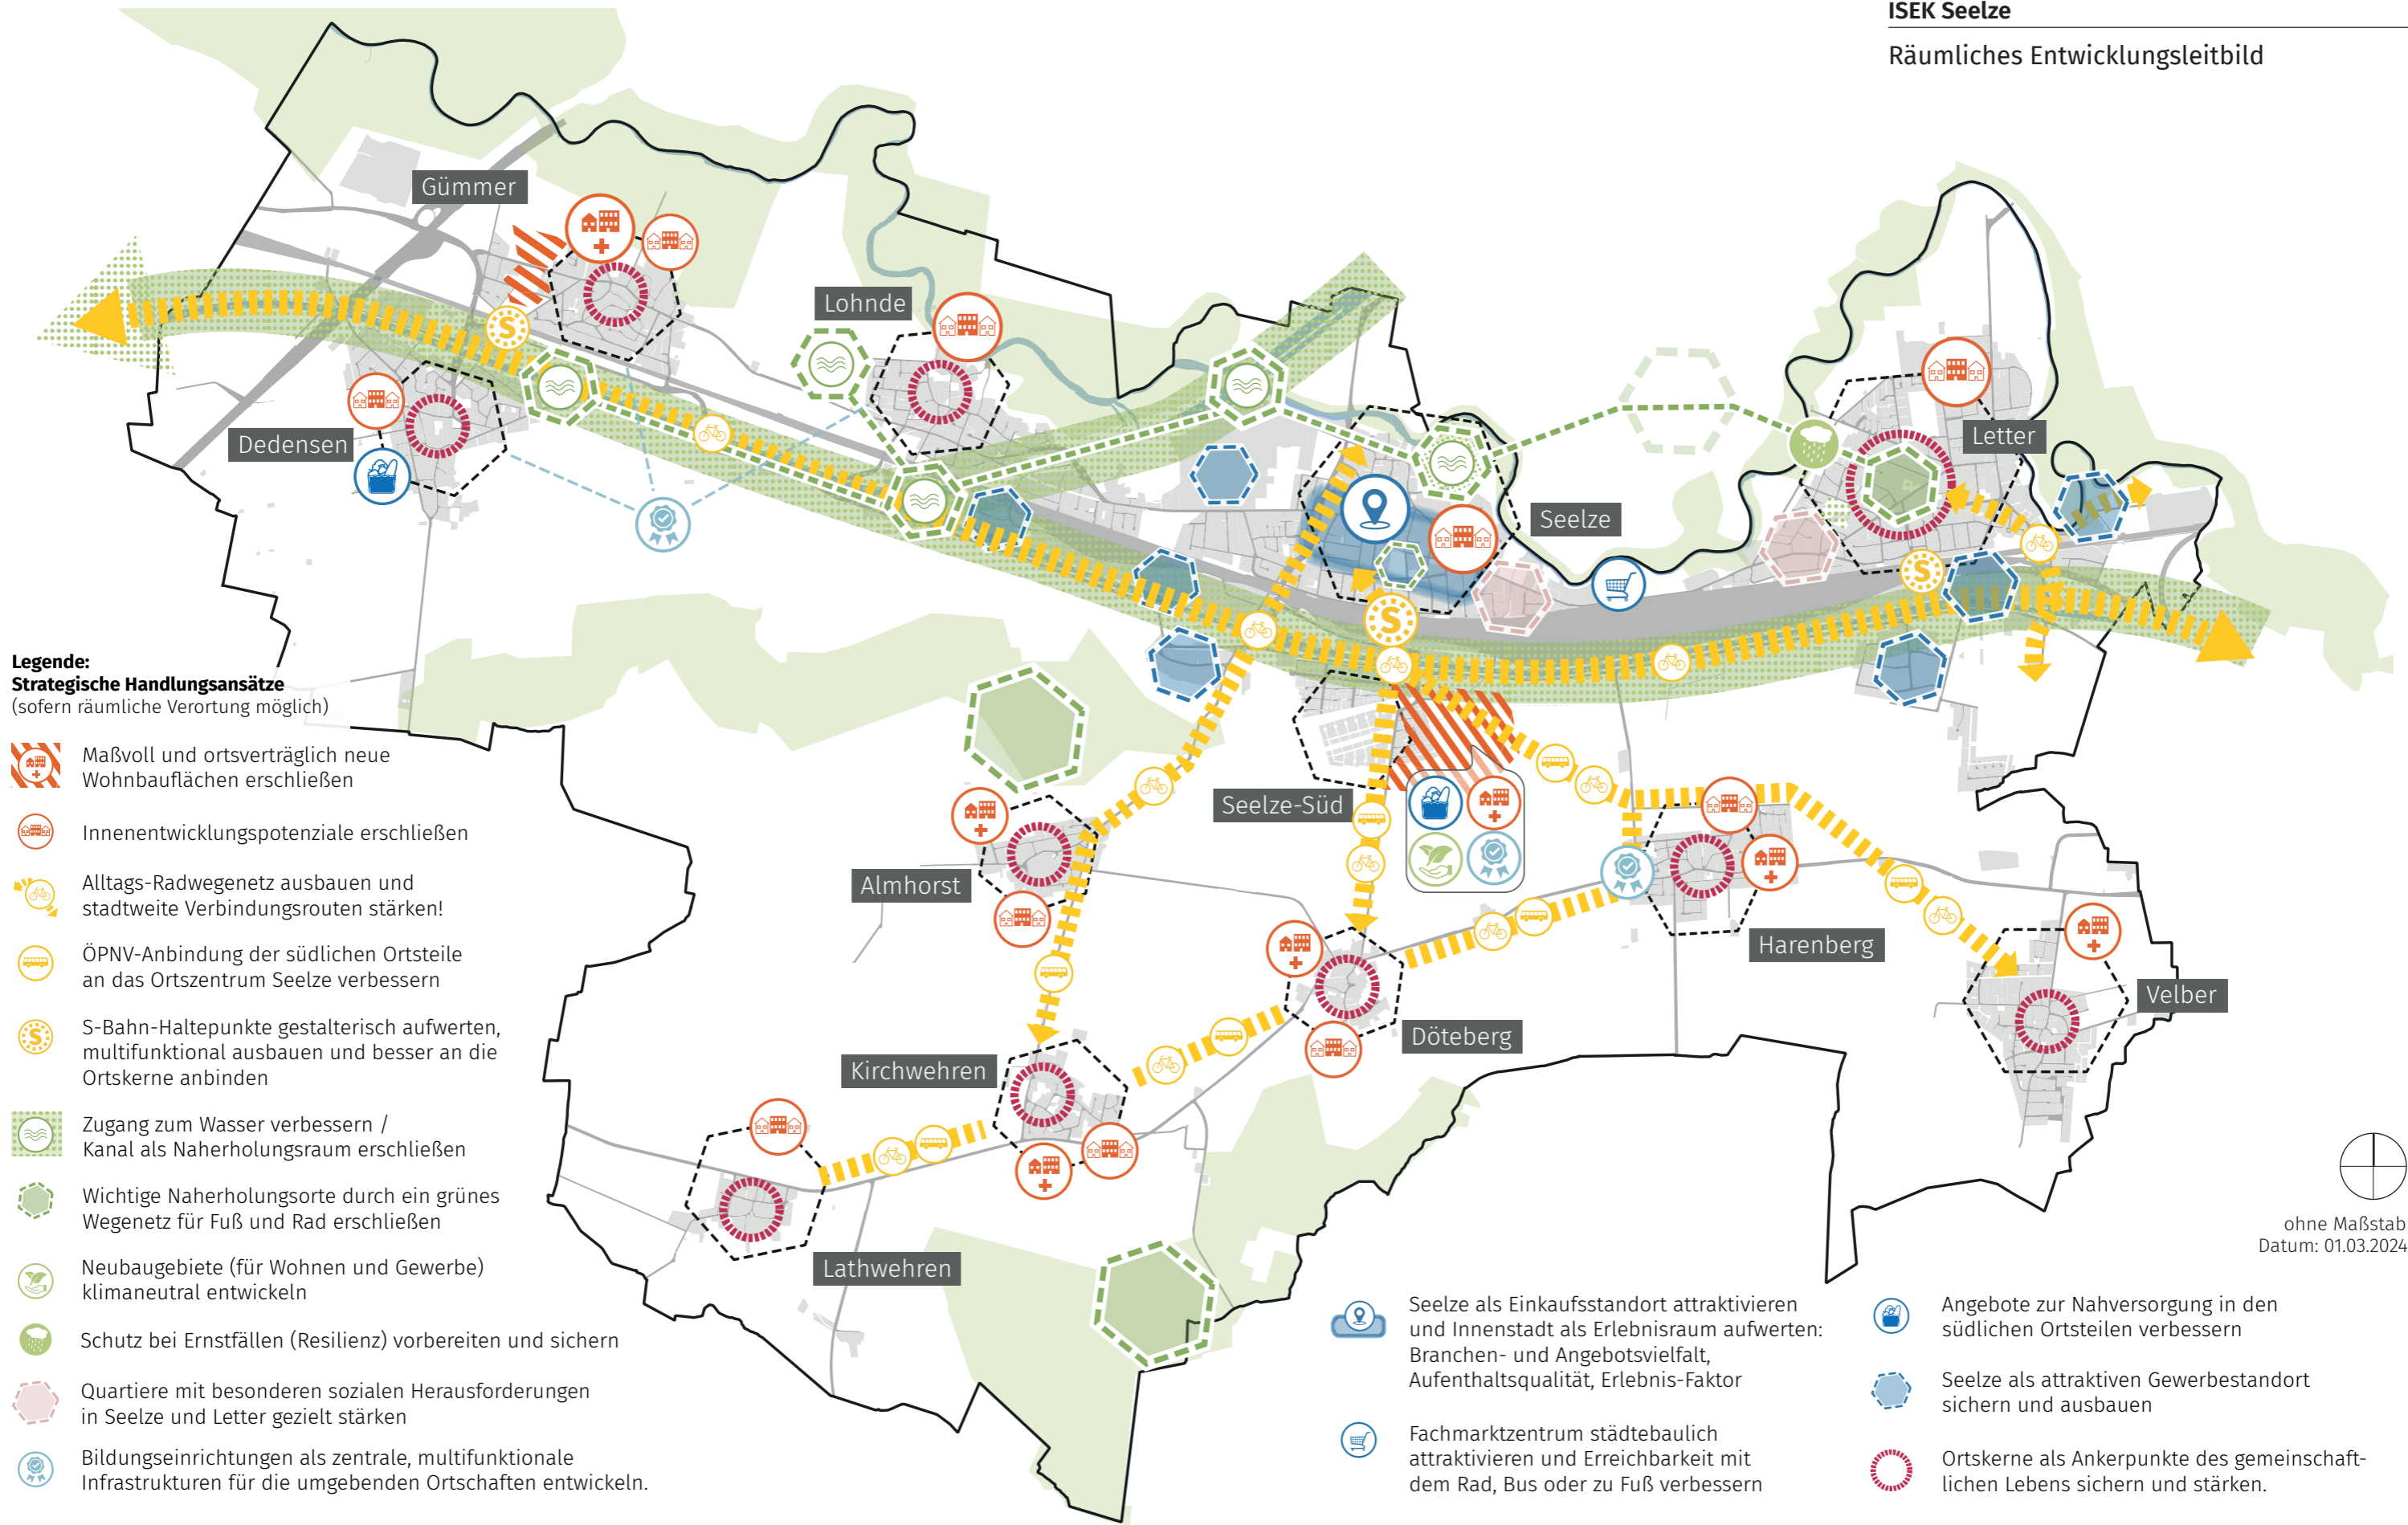 ISEK Seelze
Räumliches Entwicklungsleitbild
Gümmer
Lohnde
Dedensen
Letter
Seelze
S
S
S
Seelze-Süd
Almhorst
Harenberg
Velber
Döteberg
Kirchwehren
Lathwehren
Legende:
Strategische Handlungsansätze
(sofern räumliche Verortung möglich)
Maßvoll und ortsverträglich neue
Wohnbauflächen erschließen
Innenentwicklungspotenziale erschließen
Alltags-Radwegenetz ausbauen und
stadtweite Verbindungsrouten stärken!
ÖPNV-Anbindung der südlichen Ortsteile
an das Ortszentrum Seelze verbessern
S
S-Bahn-Haltepunkte gestalterisch aufwerten,
multifunktional ausbauen und besser an die
Ortskerne anbinden
Zugang zum Wasser verbessern /
Kanal als Naherholungsraum erschließen
Wichtige Naherholungsorte durch ein grünes
Wegenetz für Fuß und Rad erschließen
Neubaugebiete (für Wohnen und Gewerbe)
klimaneutral entwickeln
Schutz bei Ernstfällen (Resilienz) vorbereiten und sichern
Quartiere mit besonderen sozialen Herausforderungen
in Seelze und Letter gezielt stärken
Bildungseinrichtungen als zentrale, multifunktionale
Infrastrukturen für die umgebenden Ortschaften entwickeln.
Seelze als Einkaufsstandort attraktivieren
und Innenstadt als Erlebnisraum aufwerten:
Branchen- und Angebotsvielfalt,
Aufenthaltsqualität, Erlebnis-Faktor
Fachmarktzentrum städtebaulich
attraktivieren und Erreichbarkeit mit
dem Rad, Bus oder zu Fuß verbessern
Angebote zur Nahversorgung in den
südlichen Ortsteilen verbessern
Seelze als attraktiven Gewerbestandort
sichern und ausbauen
Ortskerne als Ankerpunkte des gemeinschaft-
lichen Lebens sichern und stärken.
ohne Maßstab
Datum: 01.03.2024